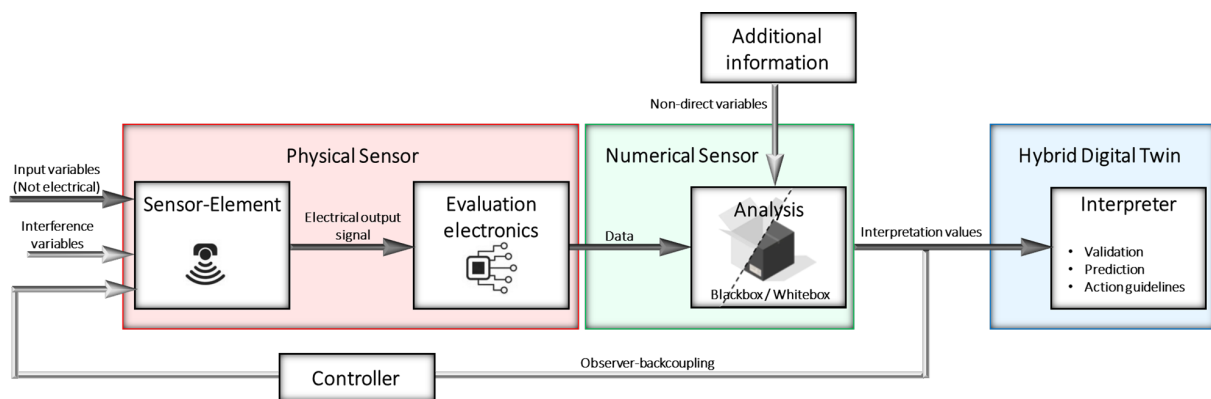 Additional
information
Non-direct variables
Physical Sensor
Numerical Sensor
Hybrid Digital Twin
Input variables
(Not electrical)
Interference
variables
Sensor-Element
Electrical output
signal
Evaluation
electronics
Data
Analysis
Blackbox / Whitebox
Interpretation values
Interpreter
• Validation
• Prediction
• Action guidelines
Observer-backcoupling
Controller